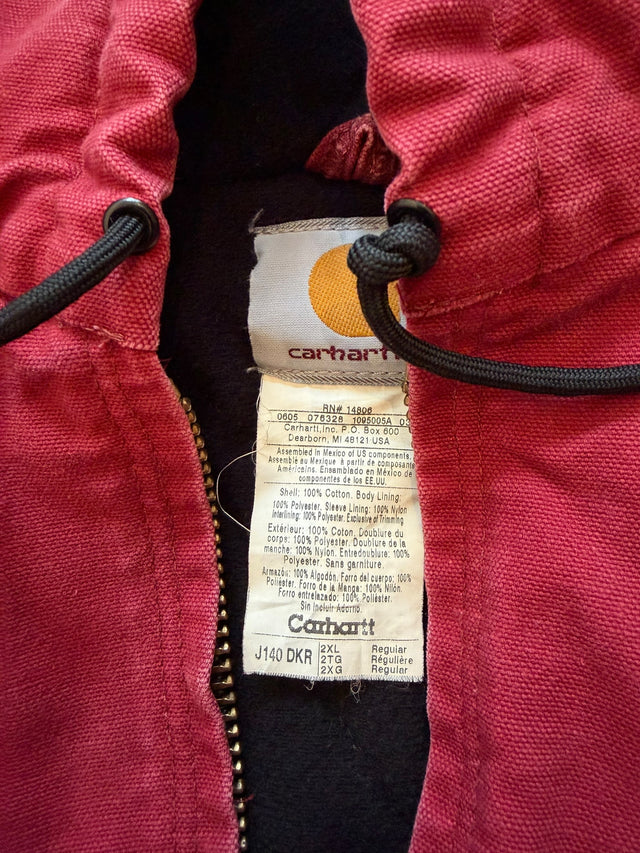 carhartt
RN# 14806
0605 076328 1095005A
Carhartt,Inc. P.O. Box 600
Dearborn, MI 48121 USA
Assembled in Mexico of US components.
Assemblé au Mexique à partir de composants
Américains. Ensamblado en México de
componentes de los EE.UU.
Shell: 100% Cotton. Body Lining:
100% Polyester. Sleeve Lining: 100% Nylon
Interlining: 100% Polyester. Exclusive of Trimming
Extérieur: 100% Coton. Doublure du
corps: 100% Polyester. Doublure de la
manche: 100% Nylon. Entredoublure: 100%
Polyester. Sans garniture.
Armazón: 100% Algodón. Forro del cuerpo: 100%
Poliéster. Forro de la Manga: 100% Nilón.
Forro entrelazado: 100% Poliéster.
Sin Incluir Adorno.
Carhartt
J140 DKR
2XL Regular
2TG Régulière
2XG Regular